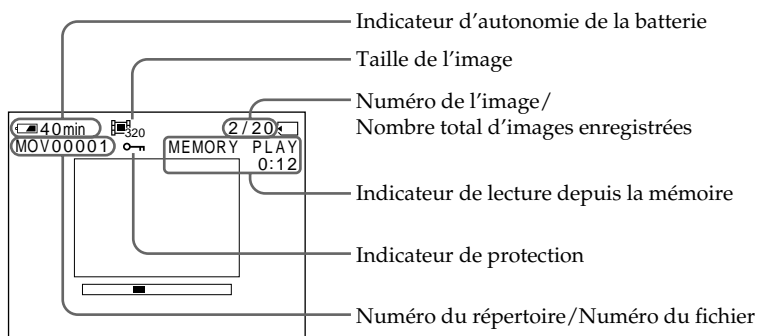 Indicateur d’autonomie de la batterie
Taille de l’image
Numéro de l’image/
Nombre total d’images enregistrées
40min
320
2/20
MOV00001
MEMORY PLAY
0:12
Indicateur de lecture depuis la mémoire
Indicateur de protection
Numéro du répertoire/Numéro du fichier